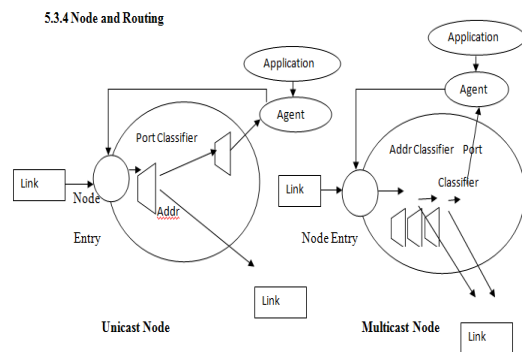 5.3.4 Node and Routing
Application
Agent
Port Classifier
Link
Node
Addr
Entry
Link
Unicast Node
Application
Agent
Addr Classifier Port
Classifier
Link
Node Entry
Multicast Node
Link